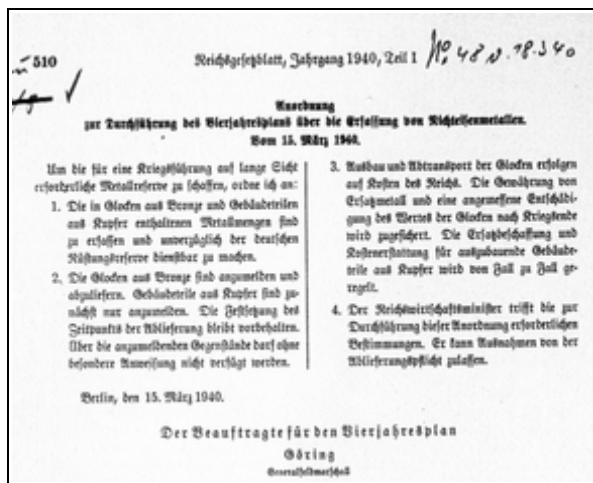 510
Reichsgesetzblatt, Jahrgang 1940, Teil I
No. 48 v. 18.3.40
Anordnung
zur Durchführung des Vierjahresplans über die Erfassung von Nichteisenmetallen.
Vom 15. März 1940.
Um die für eine Kriegsführung auf lange Sicht
erforderliche Metallreserve zu schaffen, ordne ich an:
1. Die in Glocken aus Bronze und Gebäudeteilen
aus Kupfer enthaltenen Metallmengen sind
zu erfassen und unverzüglich der deutschen
Rüstungsreserve dienstbar zu machen.
2. Die Glocken aus Bronze sind anzumelden und
abzuliefern. Gebäudeteile aus Kupfer sind zu-
nächst nur anzumelden. Die Festsetzung des
Zeitpunkts der Ablieferung bleibt vorbehalten.
Über die anzumeldenden Gegenstände darf ohne
besondere Anweisung nicht verfügt werden.
3. Ausbau und Abtransport der Glocken erfolgen
auf Kosten des Reichs. Die Gewährung von
Ersatzmetall und eine angemessene Entschädi-
gung des Wertes der Glocken nach Kriegsende
wird zugesichert. Die Ersatzbeschaffung und
Kostenerstattung für auszubauende Gebäude-
teile aus Kupfer wird von Fall zu Fall ge-
regelt.
4. Der Reichswirtschaftsminister trifft die zur
Durchführung dieser Anordnung erforderlichen
Bestimmungen. Er kann Ausnahmen von der
Ablieferungspflicht zulassen.
Berlin, den 15. März 1940.
Der Beauftragte für den Vierjahresplan
Göring
Generalfeldmarschall